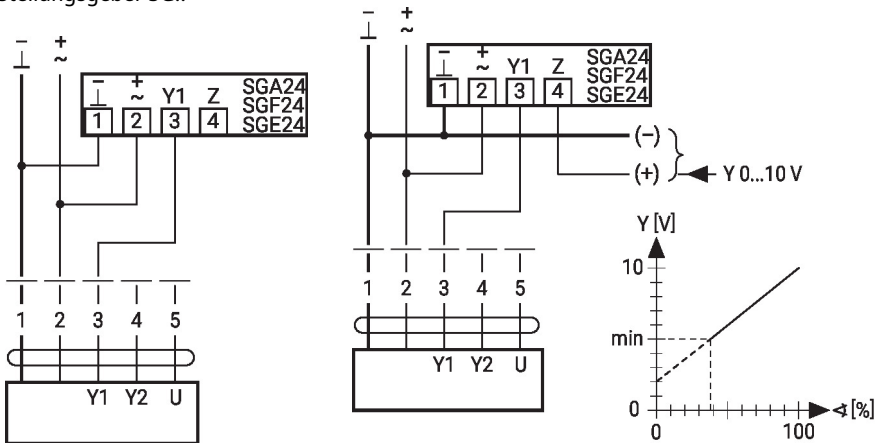 Stellungsgeber SG..
− +
⊥ ~
− +
⊥ ~ Y1 Z
1 2 3 4
SGA24
SGF24
SGE24
1 2 3 4 5
Y1 Y2 U
− +
⊥ ~
− +
⊥ ~ Y1 Z
1 2 3 4
SGA24
SGF24
SGE24
(−)
(+)
Y 0...10 V
1 2 3 4 5
Y1 Y2 U
Y [V]
10
min
0
0 100
∢ [%]